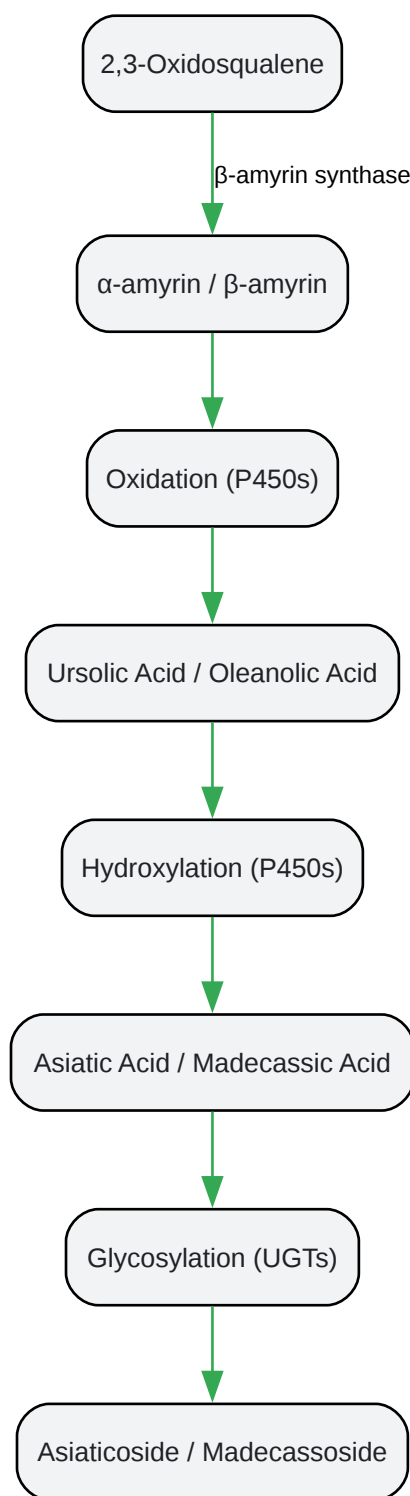 2,3-Oxidosqualene
β-amyrin synthase
α-amyrin / β-amyrin
Oxidation (P450s)
Ursolic Acid / Oleanolic Acid
Hydroxylation (P450s)
Asiatic Acid / Madecassic Acid
Glycosylation (UGTs)
Asiaticoside / Madecassoside